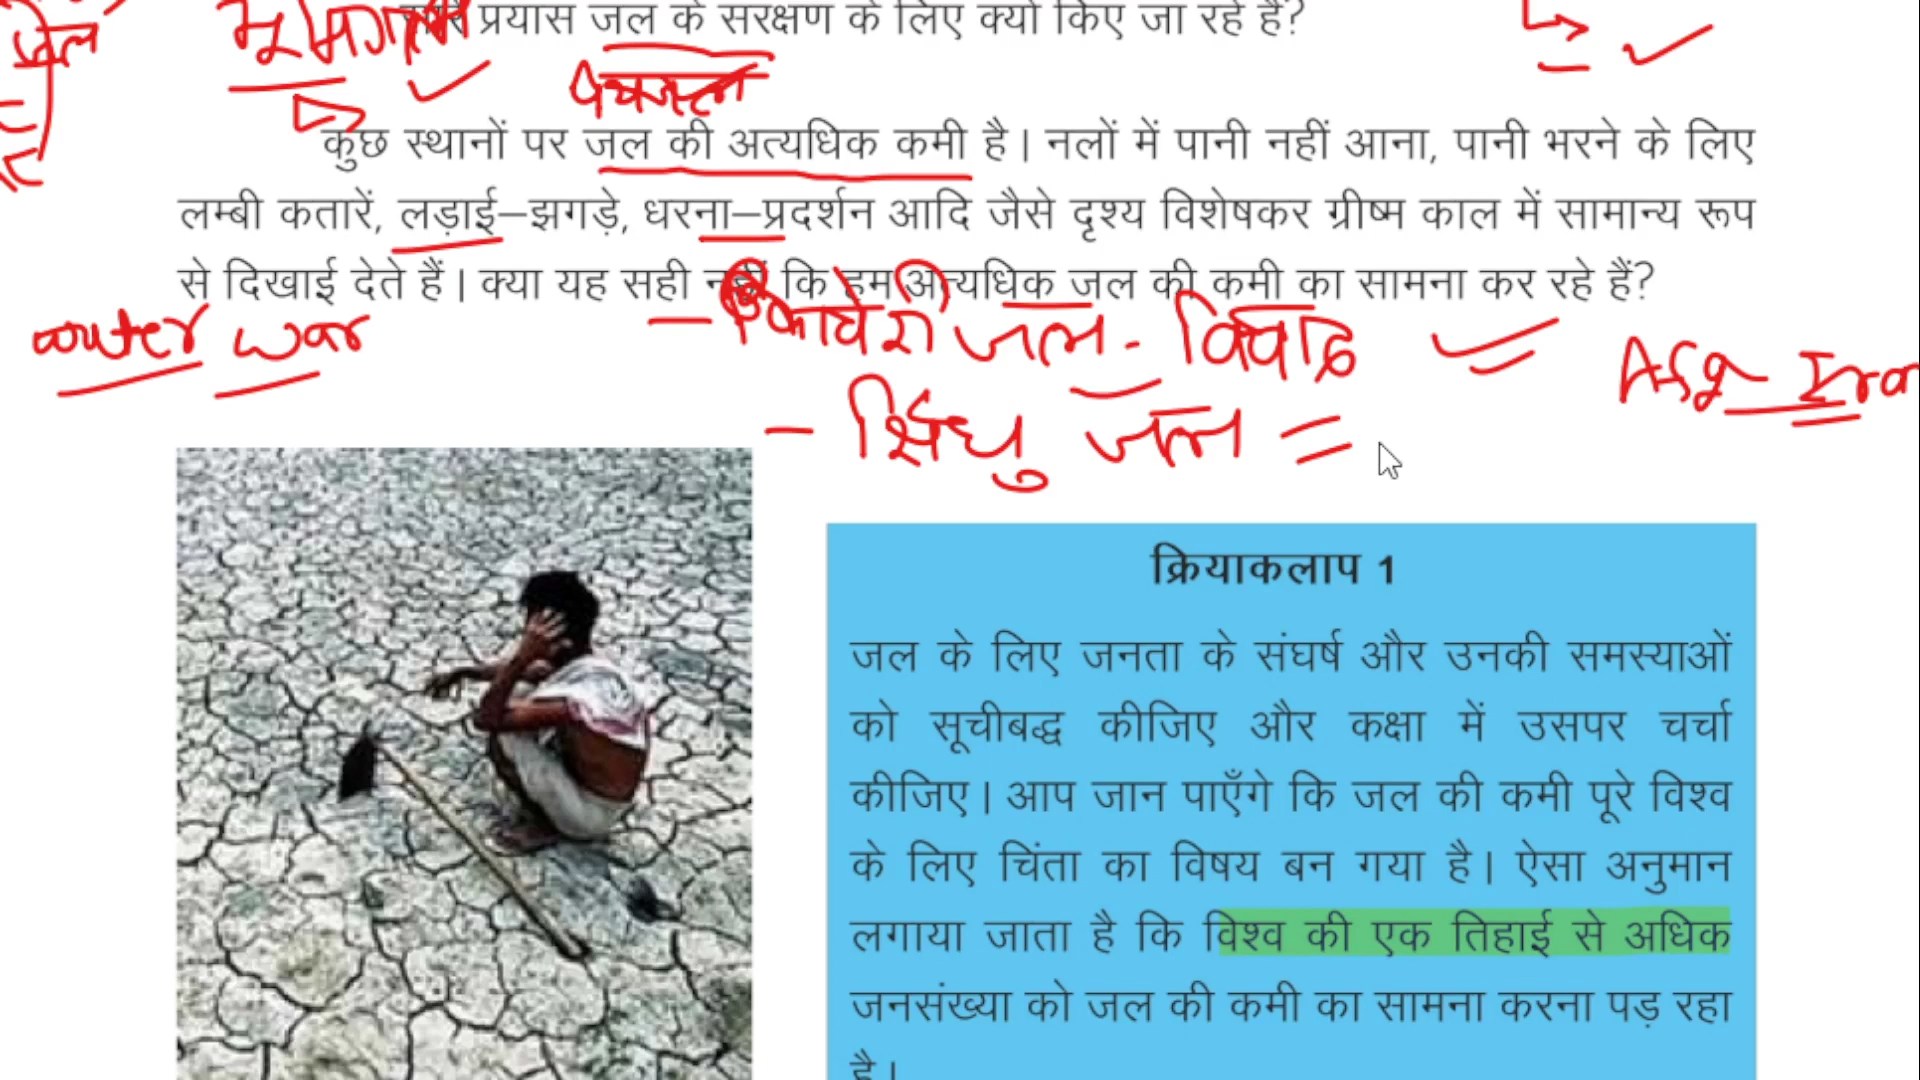 जल
सारे प्रयास जल के संरक्षण के लिए क्यों किए जा रहे हैं?
कुछ स्थानों पर जल की अत्यधिक कमी है। नलों में पानी नहीं आना, पानी भरने के लिए
लम्बी कतारें, लड़ाई–झगड़े, धरना–प्रदर्शन आदि जैसे दृश्य विशेषकर ग्रीष्म काल में सामान्य रूप
से दिखाई देते हैं। क्या यह सही नहीं कि हम अत्यधिक जल की कमी का सामना कर रहे हैं?
water war
– कावेरी जल - विवाद
Afg - Iran
– सिंधु जल =
क्रियाकलाप 1
जल के लिए जनता के संघर्ष और उनकी समस्याओं
को सूचीबद्ध कीजिए और कक्षा में उसपर चर्चा
कीजिए। आप जान पाएँगे कि जल की कमी पूरे विश्व
के लिए चिंता का विषय बन गया है। ऐसा अनुमान
लगाया जाता है कि विश्व की एक तिहाई से अधिक
जनसंख्या को जल की कमी का सामना करना पड़ रहा
है।